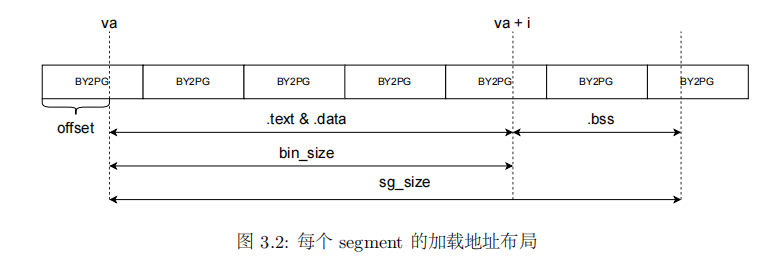 va va + i
BY2PG BY2PG BY2PG BY2PG BY2PG BY2PG BY2PG
offset
.text & .data .bss
bin_size
sg_size
图 3.2: 每个 segment 的加载地址布局